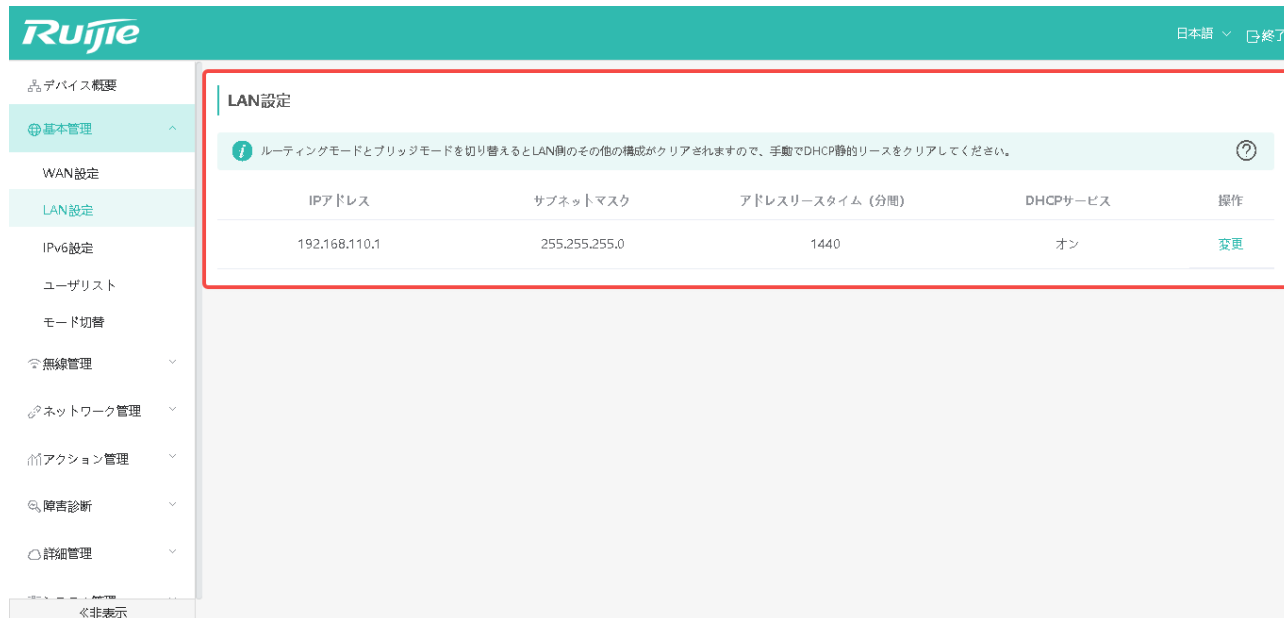 Ruijie
日本語
終了
デバイス概要
基本管理
WAN設定
LAN設定
IPv6設定
ユーザリスト
モード切替
無線管理
ネットワーク管理
アクション管理
障害診断
詳細管理
≪非表示
LAN設定
ルーティングモードとブリッジモードを切り替えるとLAN側のその他の構成がクリアされますので、手動でDHCP静的リースをクリアしてください。
IPアドレス サブネットマスク アドレスリースタイム (分間) DHCPサービス 操作
192.168.110.1 255.255.255.0 1440 オン 変更